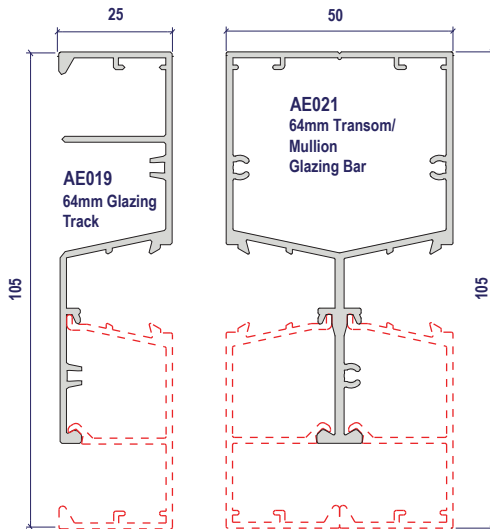 25
50
AE021
64mm Transom/
Mullion
Glazing Bar
AE019
64mm Glazing
Track
105
105